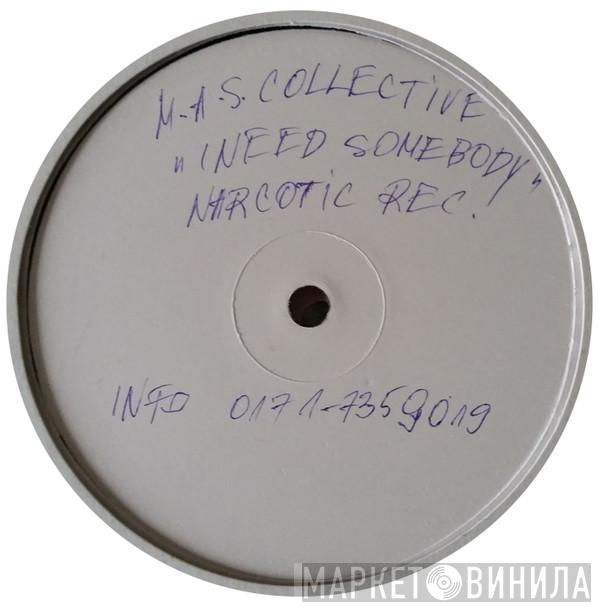 M.A.S. COLLECTIVE
"I NEED SOMEBODY"
NARCOTIC REC.
INFO 0171-7359019
МАРКЕТ ВИНИЛА